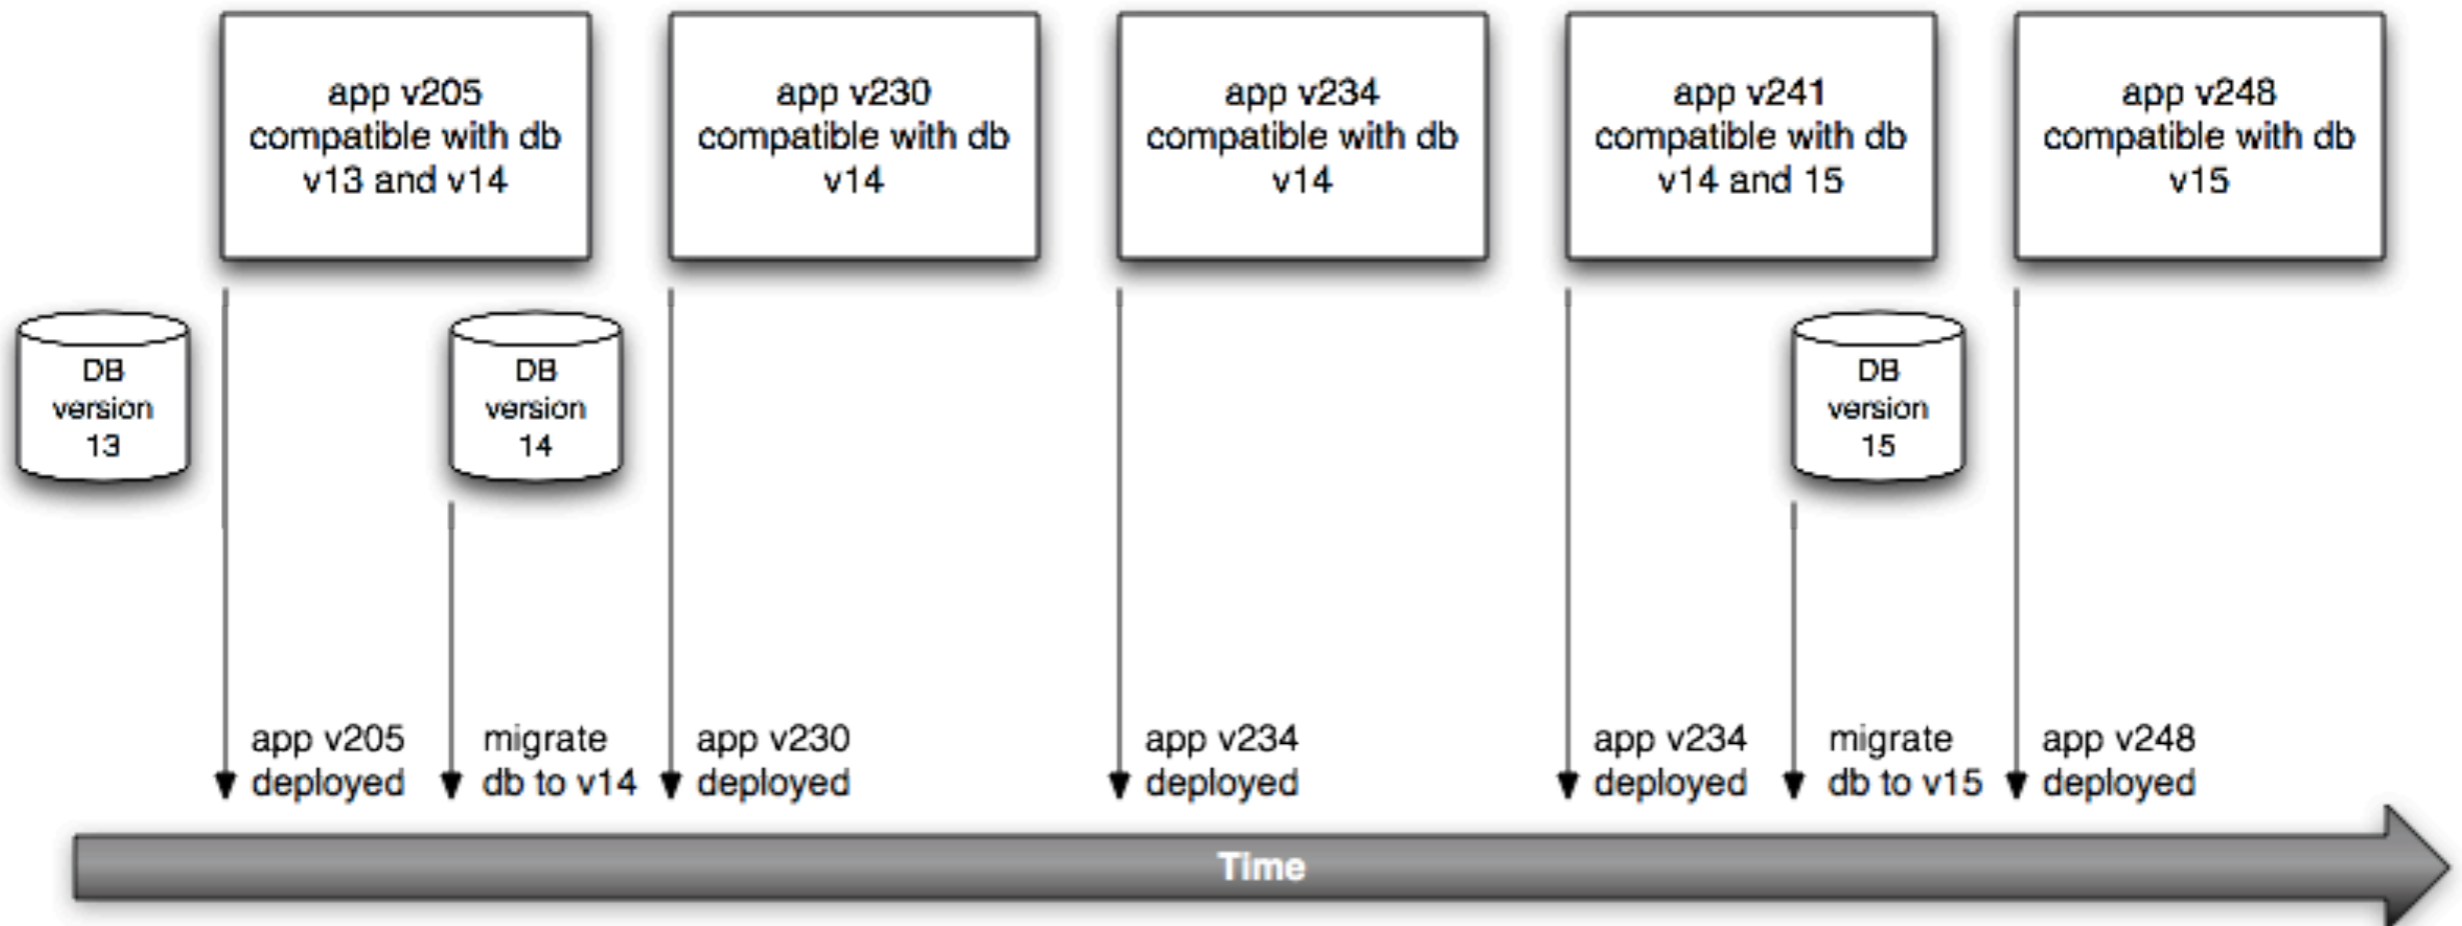 app v205
compatible with db
v13 and v14
app v230
compatible with db
v14
app v234
compatible with db
v14
app v241
compatible with db
v14 and 15
app v248
compatible with db
v15
DB
version
13
DB
version
14
DB
version
15
app v205
deployed
migrate
db to v14
app v230
deployed
app v234
deployed
app v234
deployed
migrate
db to v15
app v248
deployed
Time